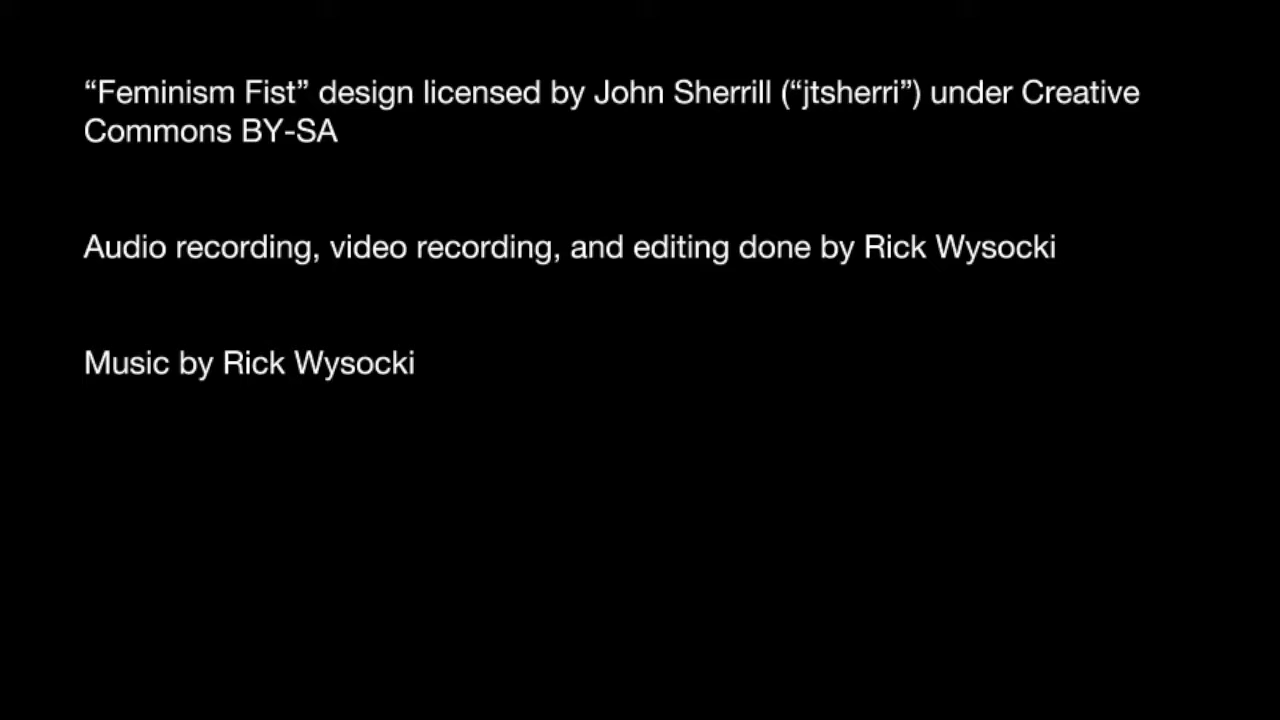 “Feminism Fist” design licensed by John Sherrill (“jtsherri”) under Creative
Commons BY-SA
Audio recording, video recording, and editing done by Rick Wysocki
Music by Rick Wysocki